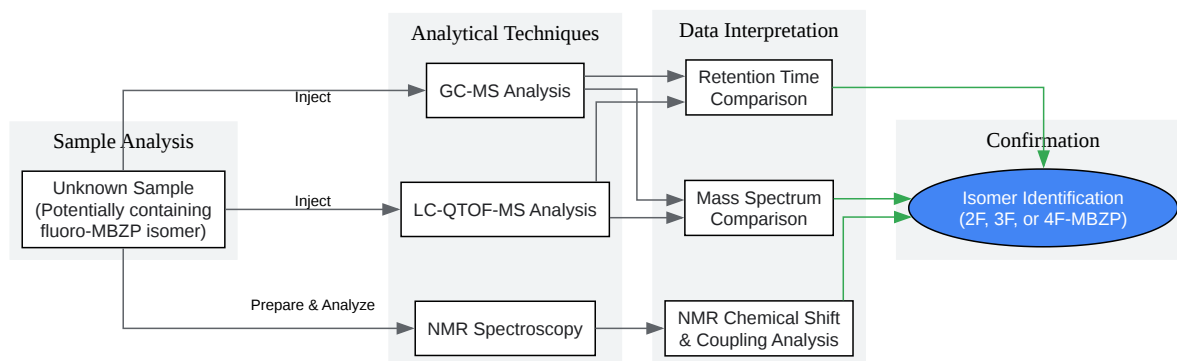 Analytical Techniques
Data Interpretation
GC-MS Analysis
Retention Time
Comparison
Inject
Sample Analysis
Confirmation
Unknown Sample
(Potentially containing
fluoro-MBZP isomer)
Inject
LC-QTOF-MS Analysis
Mass Spectrum
Comparison
Isomer Identification
(2F, 3F, or 4F-MBZP)
Prepare & Analyze
NMR Spectroscopy
NMR Chemical Shift
& Coupling Analysis